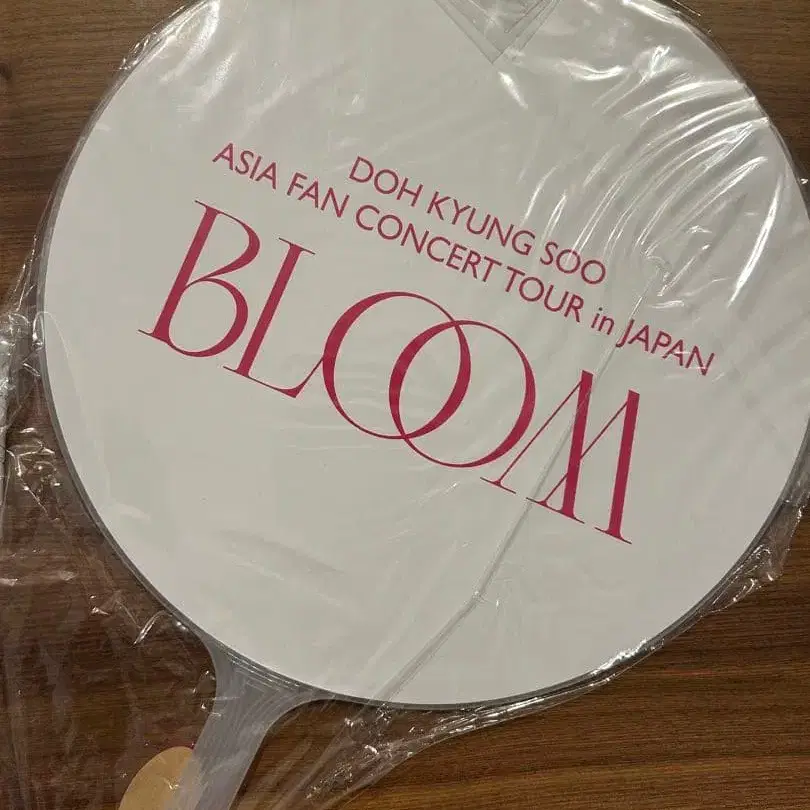 DOH KYUNG SOO
ASIA FAN CONCERT TOUR in JAPAN
BLOOM